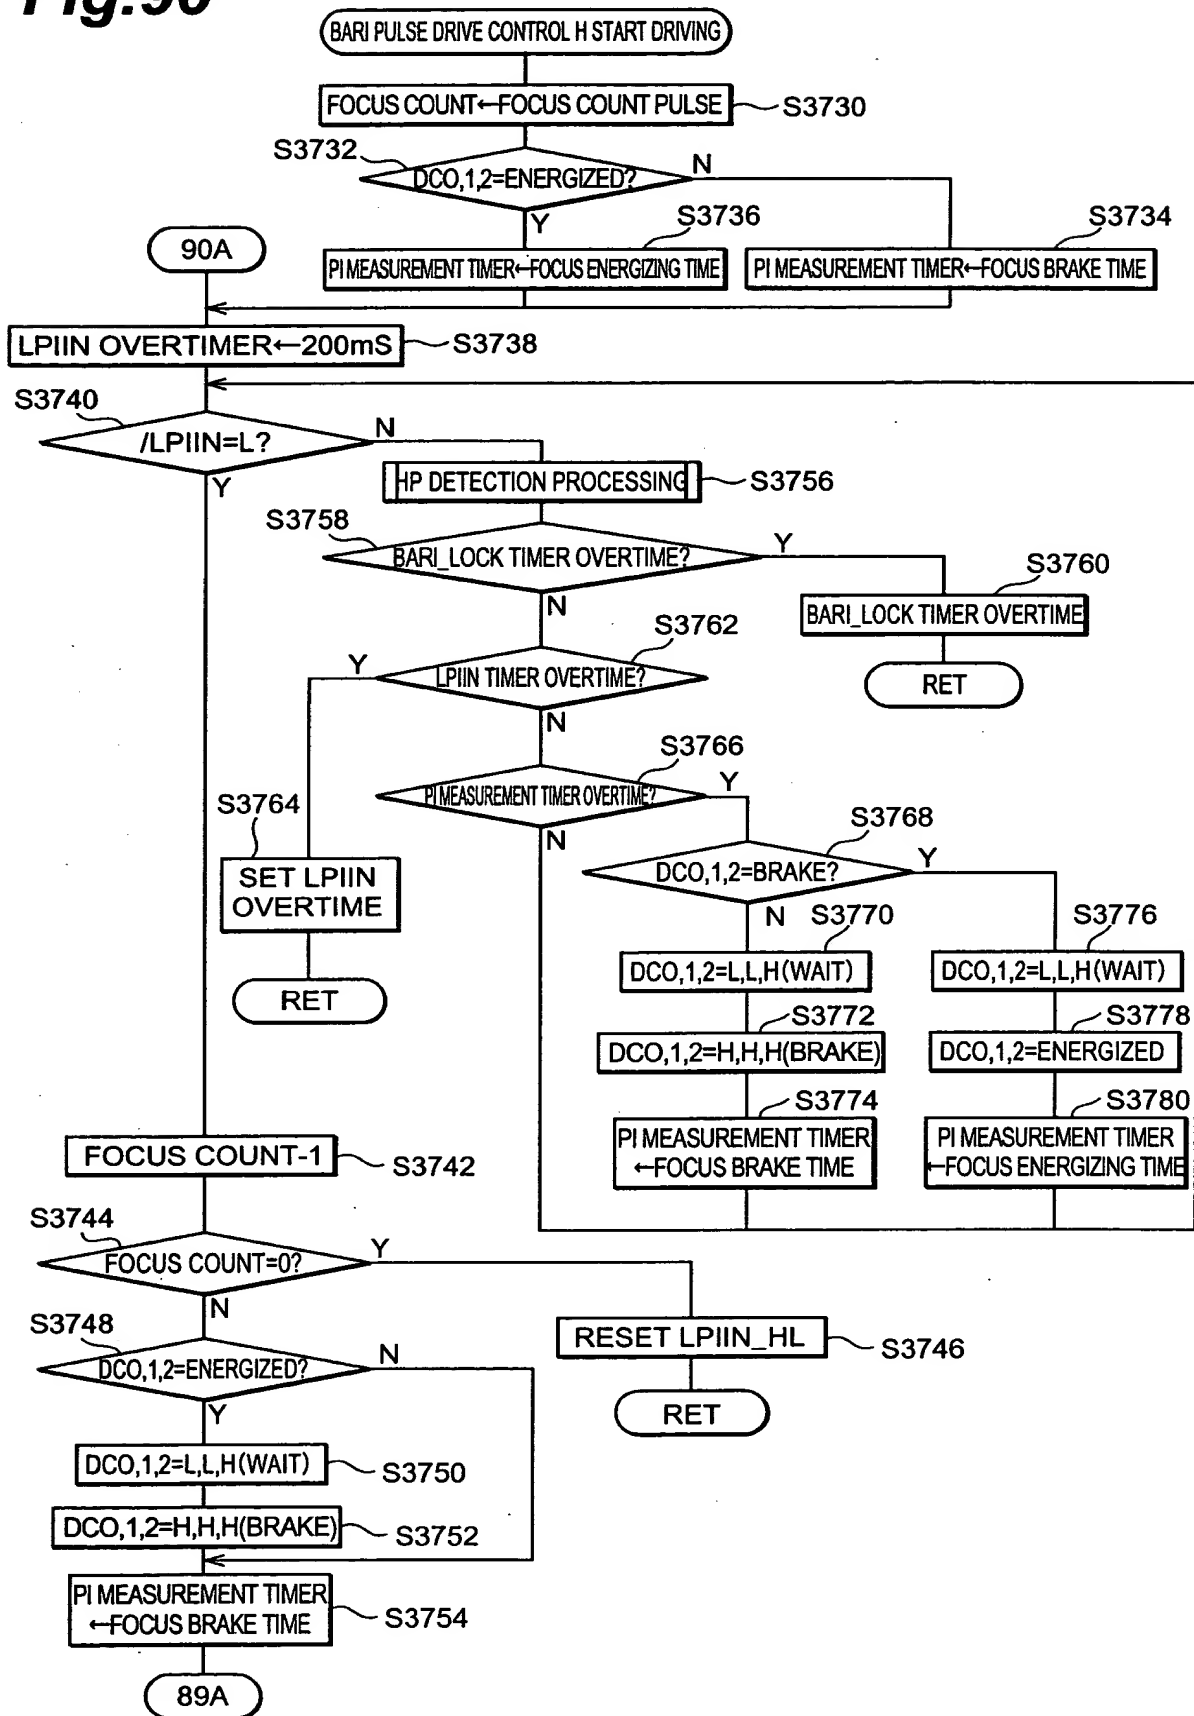 Fig.90
BARI PULSE DRIVE CONTROL H START DRIVING
FOCUS COUNT←FOCUS COUNT PULSE
S3730
S3732
DCO,1,2=ENERGIZED?
N
Y
S3736
S3734
90A
PI MEASUREMENT TIMER←FOCUS ENERGIZING TIME
PI MEASUREMENT TIMER←FOCUS BRAKE TIME
LPIIN OVERTIMER←200mS
S3738
S3740
/LPIIN=L?
N
Y
HP DETECTION PROCESSING
S3756
S3758
BARI_LOCK TIMER OVERTIME?
Y
N
S3760
BARI_LOCK TIMER OVERTIME
RET
S3762
LPIIN TIMER OVERTIME?
Y
N
S3766
PI MEASUREMENT TIMER OVERTIME?
Y
N
S3764
SET LPIIN
OVERTIME
RET
S3768
DCO,1,2=BRAKE?
Y
N
S3770
S3776
DCO,1,2=L,L,H(WAIT)
DCO,1,2=L,L,H(WAIT)
S3772
S3778
DCO,1,2=H,H,H(BRAKE)
DCO,1,2=ENERGIZED
S3774
S3780
PI MEASUREMENT TIMER
←FOCUS BRAKE TIME
PI MEASUREMENT TIMER
←FOCUS ENERGIZING TIME
FOCUS COUNT-1
S3742
S3744
FOCUS COUNT=0?
Y
N
RESET LPIIN_HL
S3746
RET
S3748
DCO,1,2=ENERGIZED?
N
Y
DCO,1,2=L,L,H(WAIT)
S3750
DCO,1,2=H,H,H(BRAKE)
S3752
PI MEASUREMENT TIMER
←FOCUS BRAKE TIME
S3754
89A